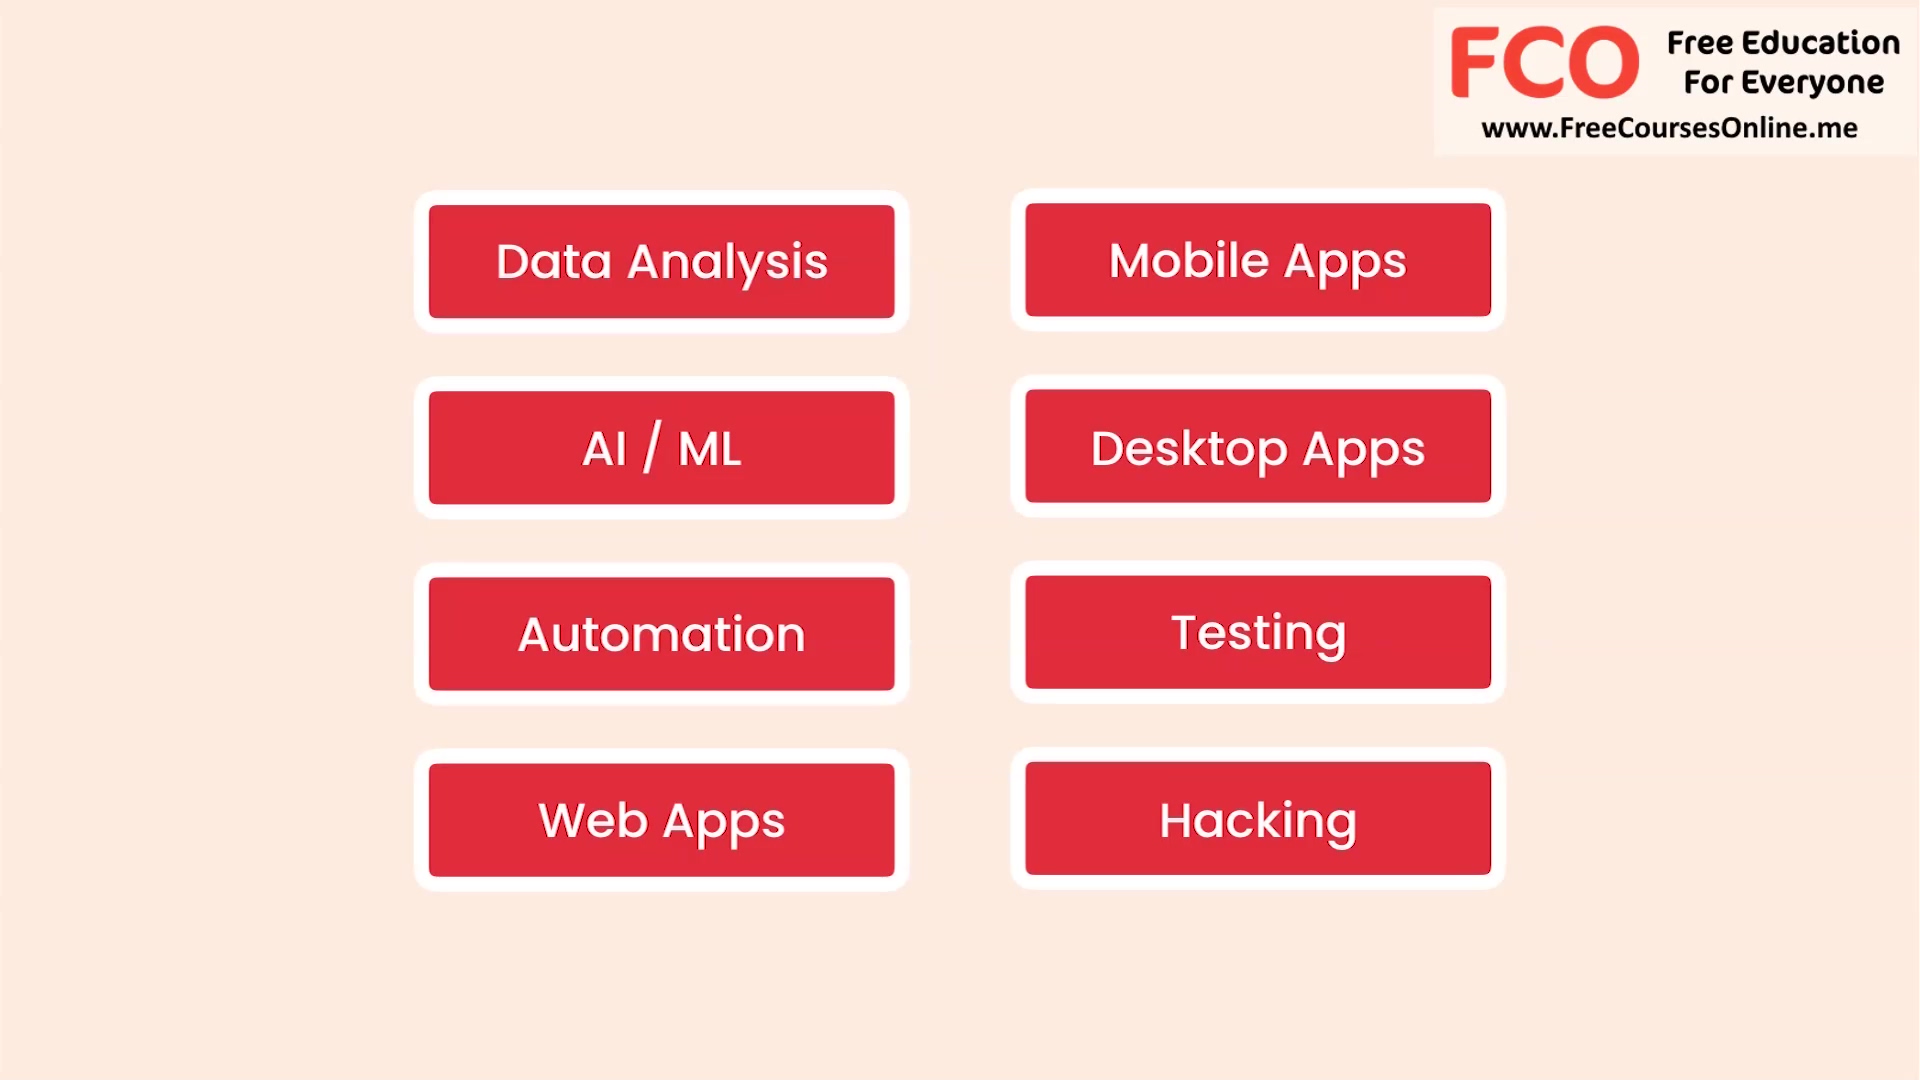 FCO
Free Education
For Everyone
www.FreeCoursesOnline.me
Data Analysis
Mobile Apps
AI / ML
Desktop Apps
Automation
Testing
Web Apps
Hacking